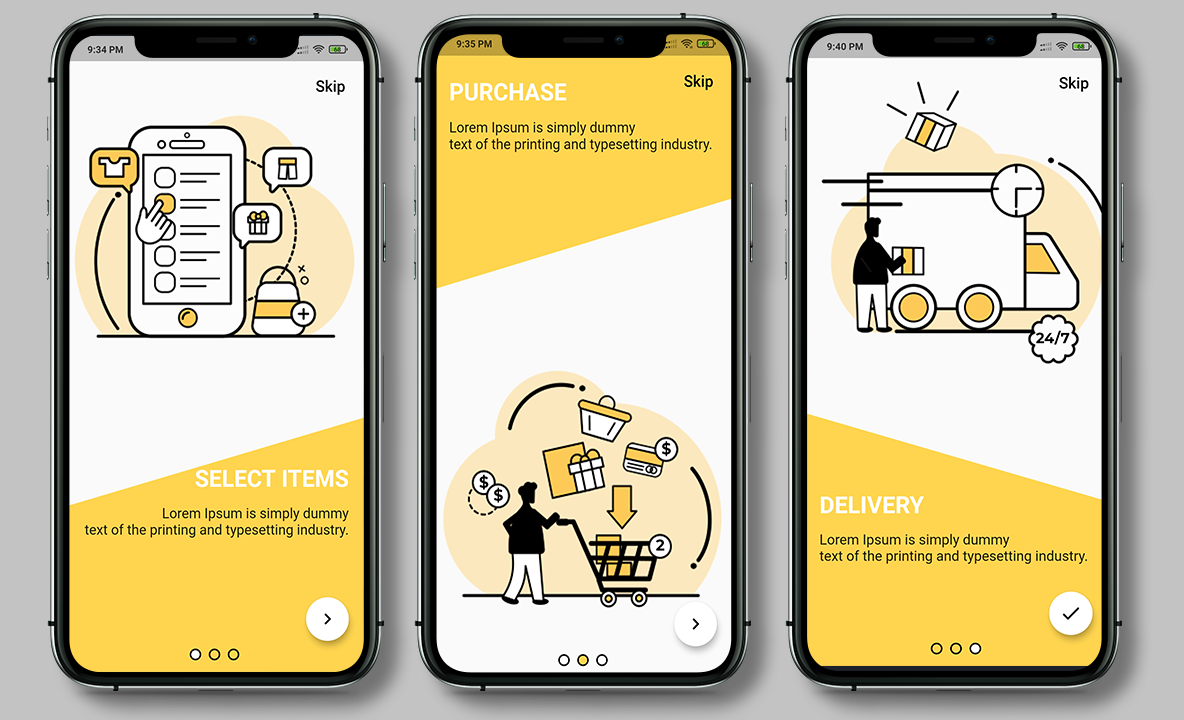 9:34 PM
68
Skip
SELECT ITEMS
Lorem Ipsum is simply dummy
text of the printing and typesetting industry.
9:35 PM
68
Skip
PURCHASE
Lorem Ipsum is simply dummy
text of the printing and typesetting industry.
$
$
$
2
9:40 PM
68
Skip
24/7
DELIVERY
Lorem Ipsum is simply dummy
text of the printing and typesetting industry.